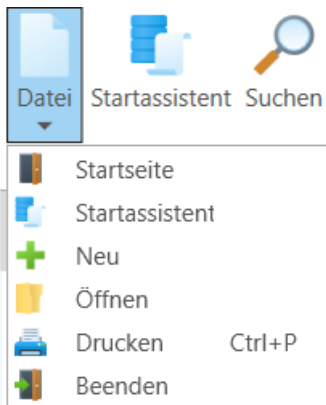 Datei Startassistent Suchen
Startseite
Startassistent
Neu
Öffnen
Drucken Ctrl+P
Beenden